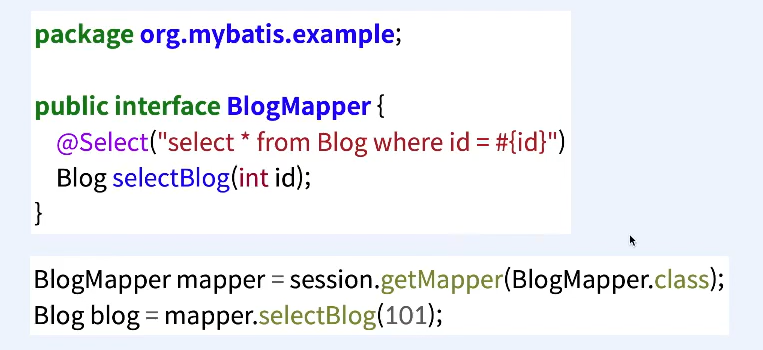 package org.mybatis.example;
public interface BlogMapper {
@Select("select * from Blog where id = #{id}")
Blog selectBlog(int id);
}
BlogMapper mapper = session.getMapper(BlogMapper.class);
Blog blog = mapper.selectBlog(101);